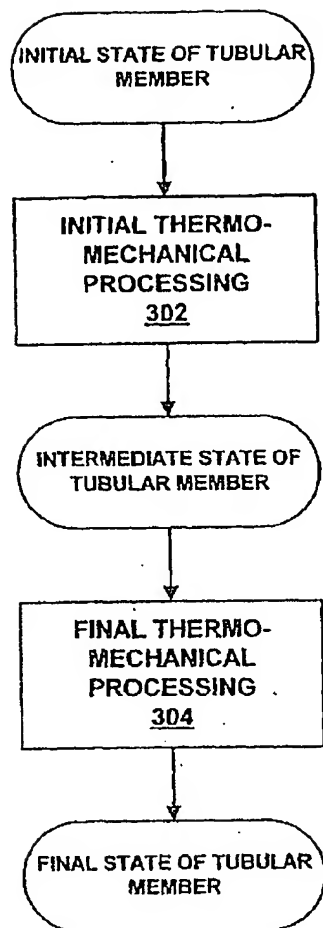 INITIAL STATE OF TUBULAR
MEMBER
INITIAL THERMO-
MECHANICAL
PROCESSING
302
INTERMEDIATE STATE OF
TUBULAR MEMBER
FINAL THERMO-
MECHANICAL
PROCESSING
304
FINAL STATE OF TUBULAR
MEMBER